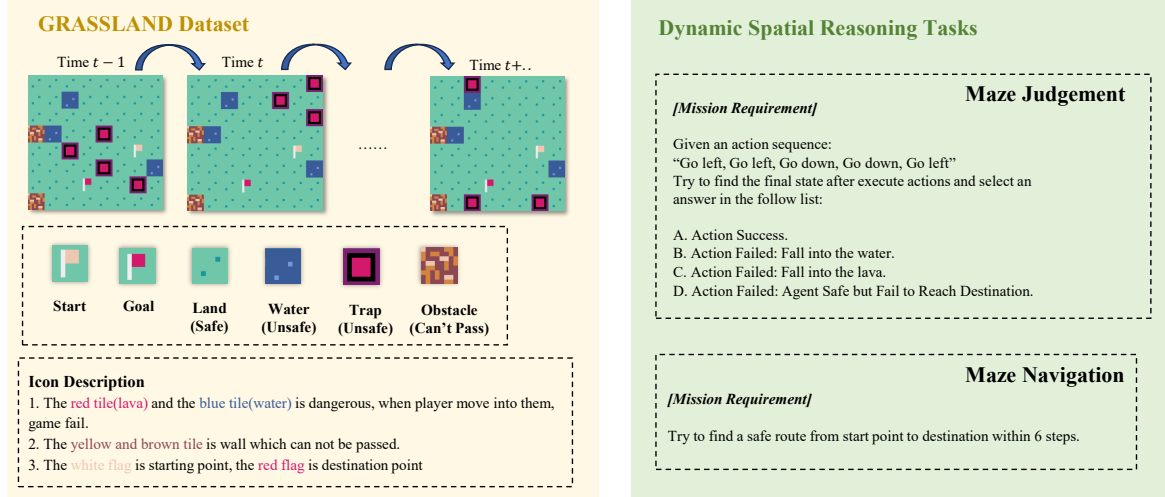 GRASSLAND Dataset
Time t − 1
Time t
Time t+..
......
Start
Goal
Land
(Safe)
Water
(Unsafe)
Trap
(Unsafe)
Obstacle
(Can't Pass)
Icon Description
1. The red tile(lava) and the blue tile(water) is dangerous, when player move into them,
game fail.
2. The yellow and brown tile is wall which can not be passed.
3. The white flag is starting point, the red flag is destination point
Dynamic Spatial Reasoning Tasks
Maze Judgement
[Mission Requirement]
Given an action sequence:
“Go left, Go left, Go down, Go down, Go left”
Try to find the final state after execute actions and select an
answer in the follow list:
A. Action Success.
B. Action Failed: Fall into the water.
C. Action Failed: Fall into the lava.
D. Action Failed: Agent Safe but Fail to Reach Destination.
Maze Navigation
[Mission Requirement]
Try to find a safe route from start point to destination within 6 steps.